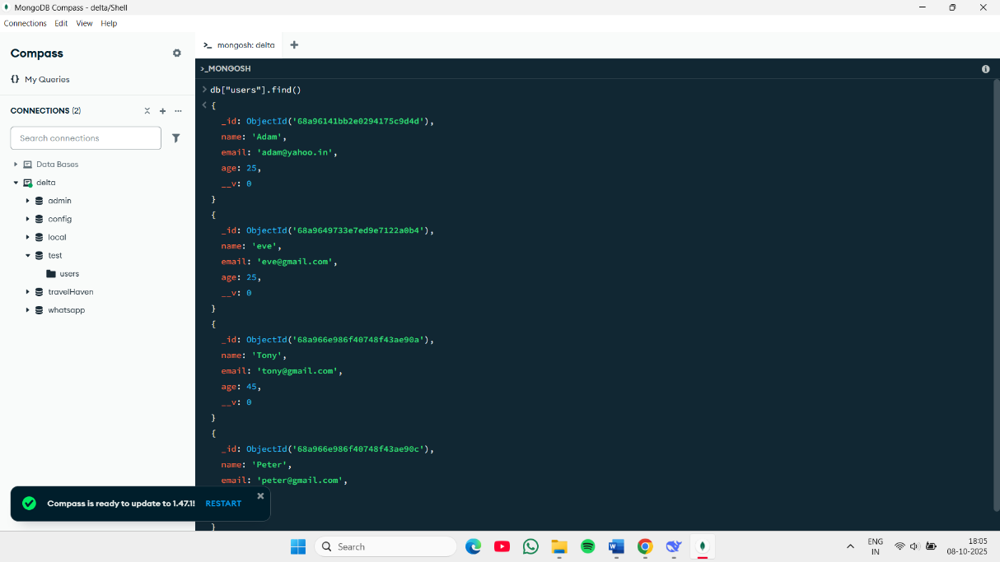 MongoDB Compass - delta/Shell
Connections Edit View Help
Compass
{} My Queries
CONNECTIONS (2)
Search connections
Data Bases
delta
admin
config
local
test
users
travelHaven
whatsapp
>_ mongosh: delta
>_MONGOSH
> db["users"].find()
< {
_id: ObjectId('68a96141bb2e0294175c9d4d'),
name: 'Adam',
email: 'adam@yahoo.in',
age: 25,
__v: 0
}
{
_id: ObjectId('68a9649733e7ed9e7122a0b4'),
name: 'eve',
email: 'eve@gmail.com',
age: 25,
__v: 0
}
{
_id: ObjectId('68a966e986f40748f43ae90a'),
name: 'Tony',
email: 'tony@gmail.com',
age: 45,
__v: 0
}
{
_id: ObjectId('68a966e986f40748f43ae90c'),
name: 'Peter',
email: 'peter@gmail.com',
}
Compass is ready to update to 1.47.1! RESTART
Search
ENG
IN
18:05
08-10-2025